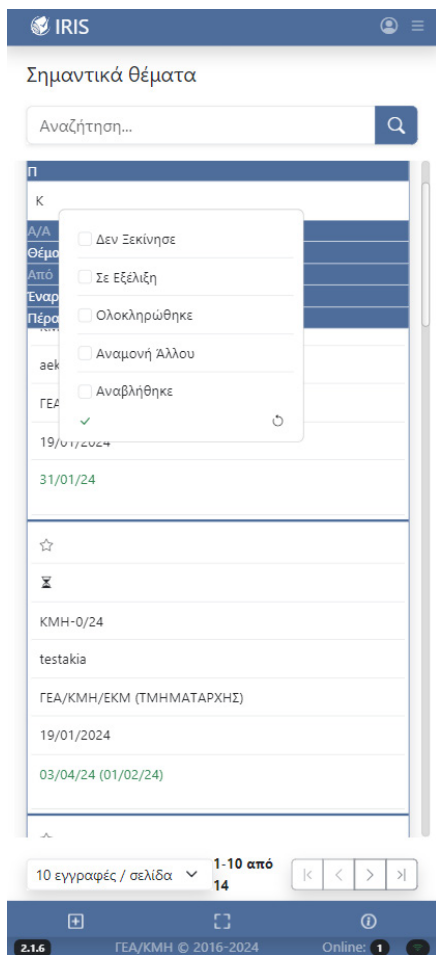 IRIS
Σημαντικά θέματα
Αναζήτηση...
Π
Κ
Α/Α
Θέμα
Από
Έναρ
Πέρα
Δεν Ξεκίνησε
Σε Εξέλιξη
Ολοκληρώθηκε
Αναμονή Άλλου
Αναβλήθηκε
aek
ΓΕΑ
19/01/2024
31/01/24
ΚΜΗ-0/24
testakia
ΓΕΑ/ΚΜΗ/ΕΚΜ (ΤΜΗΜΑΤΑΡΧΗΣ)
19/01/2024
03/04/24 (01/02/24)
10 εγγραφές / σελίδα
1-10 από
14
2.1.6 ΓΕΑ/ΚΜΗ © 2016-2024 Online: 1